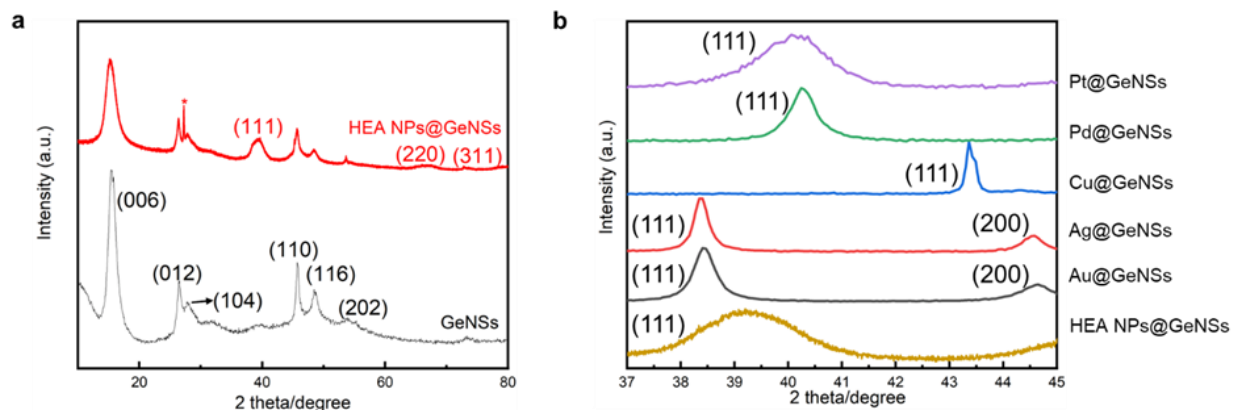 a
Intensity (a.u.)
*
HEA NPs@GeNSs
(111)
(220)
(311)
(006)
(012)
(104)
(110)
(116)
(202)
GeNSs
20
40
60
80
2 theta/degree
b
Intensity (a.u.)
(111)
Pt@GeNSs
(111)
Pd@GeNSs
(111)
Cu@GeNSs
(111)
(200)
Ag@GeNSs
(111)
(200)
Au@GeNSs
(111)
HEA NPs@GeNSs
37
38
39
40
41
42
43
44
45
2 theta/degree